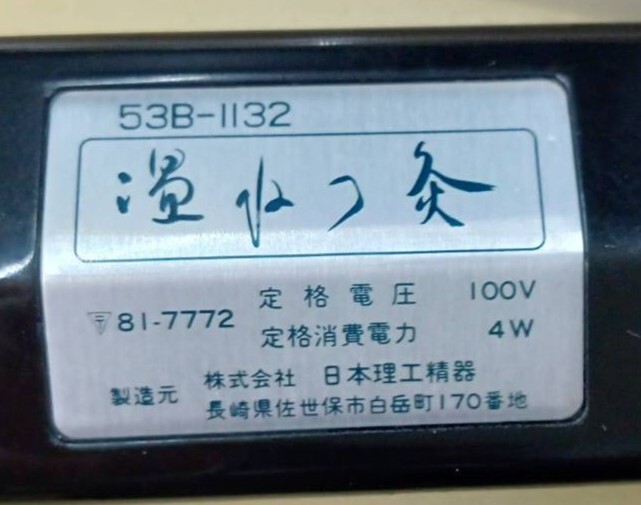 53B-1132
温ねつ灸
定格電圧 100V
〒81-7772
定格消費電力 4W
製造元 株式会社 日本理工精器
長崎県佐世保市白岳町170番地